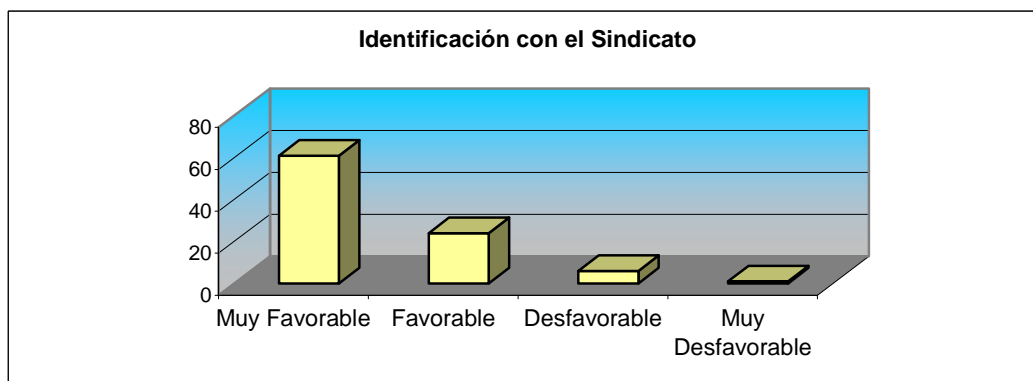 Identificación con el Sindicato
80
60
40
20
0
Muy Favorable
Favorable
Desfavorable
Muy
Desfavorable